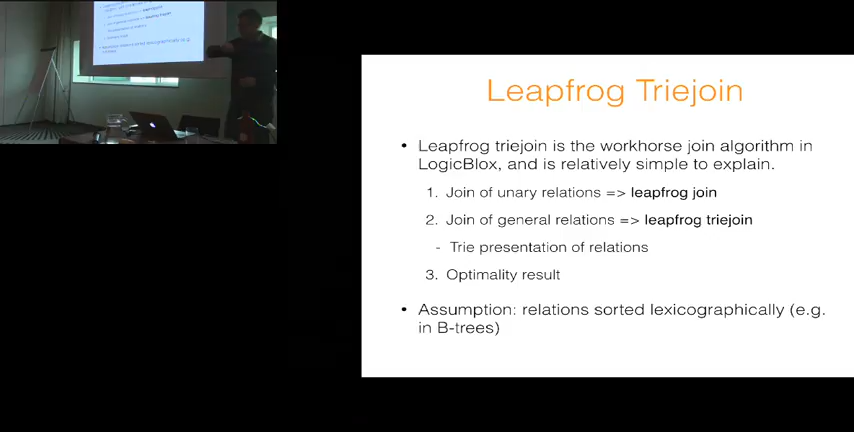 Leapfrog Triejoin
• Leapfrog triejoin is the workhorse join algorithm in
LogicBlox, and is relatively simple to explain.
1. Join of unary relations => leapfrog join
2. Join of general relations => leapfrog triejoin
- Trie presentation of relations
3. Optimality result
• Assumption: relations sorted lexicographically (e.g.
in B-trees)